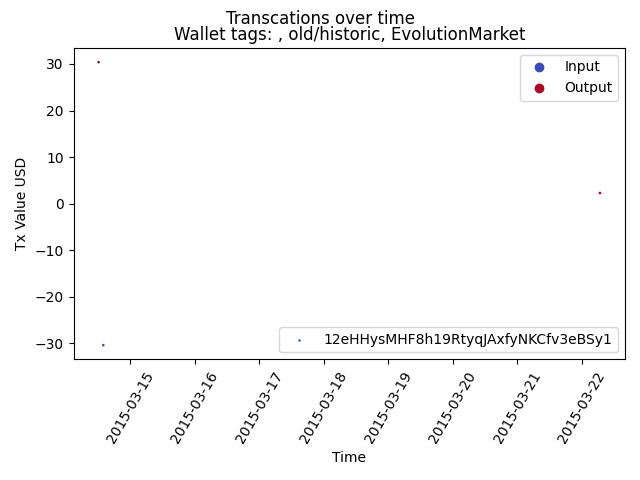 Transcations over time
Wallet tags: , old/historic, EvolutionMarket
Input
Output
Tx Value USD
30
20
10
0
−10
−20
−30
12eHHysMHF8h19RtyqJAxfyNKCfv3eBSy1
2015-03-15
2015-03-16
2015-03-17
2015-03-18
2015-03-19
2015-03-20
2015-03-21
2015-03-22
Time